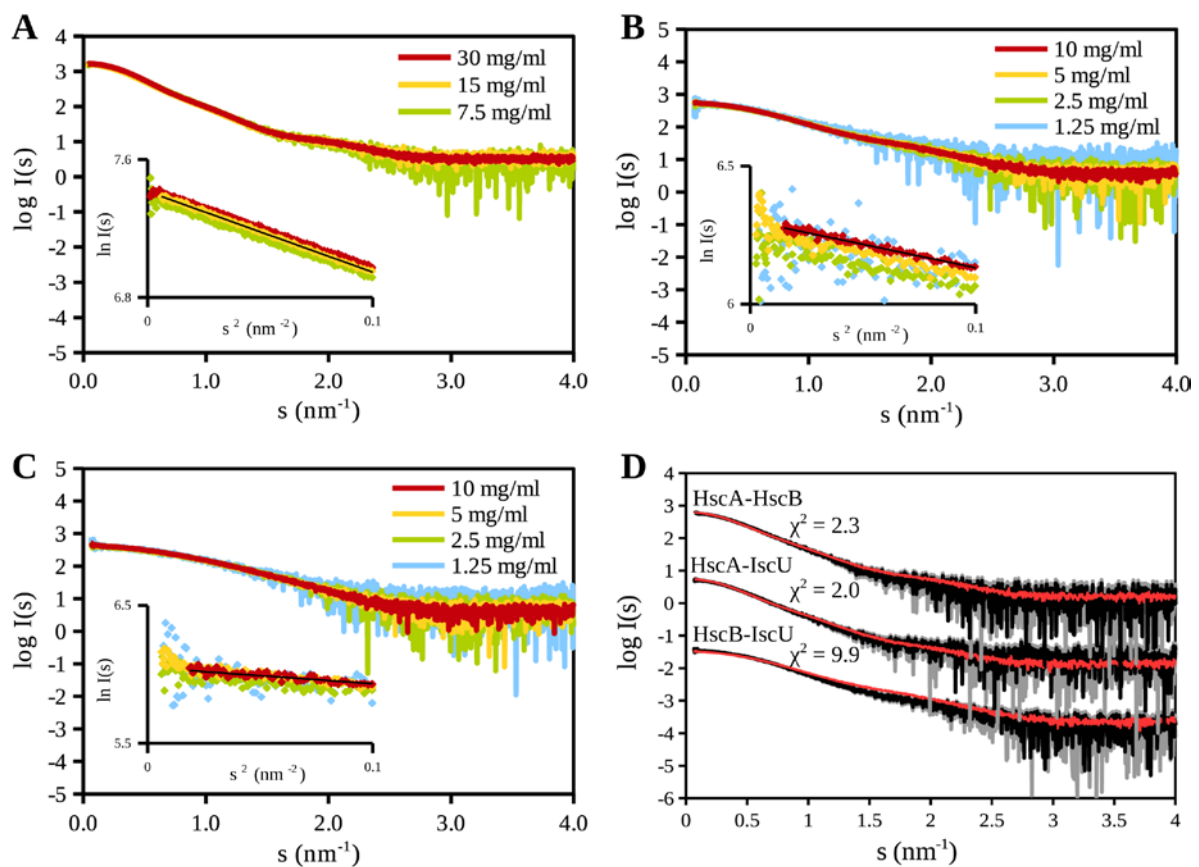 A
log I(s)
4
3
2
1
0
-1
-2
-3
-4
-5
30 mg/ml
15 mg/ml
7.5 mg/ml
ln I(s)
7.6
6.8
0
0.1
s² (nm⁻²)
0.0
1.0
2.0
3.0
4.0
s (nm⁻¹)
B
log I(s)
5
4
3
2
1
0
-1
-2
-3
-4
-5
10 mg/ml
5 mg/ml
2.5 mg/ml
1.25 mg/ml
ln I(s)
6.5
6
0
0.1
s² (nm⁻²)
0.0
1.0
2.0
3.0
4.0
s (nm⁻¹)
C
log I(s)
5
4
3
2
1
0
-1
-2
-3
-4
-5
10 mg/ml
5 mg/ml
2.5 mg/ml
1.25 mg/ml
ln I(s)
6.5
5.5
0
0.1
s² (nm⁻²)
0.0
1.0
2.0
3.0
4.0
s (nm⁻¹)
D
log I(s)
4
3
2
1
0
-1
-2
-3
-4
-5
-6
HscA-HscB
χ² = 2.3
HscA-IscU
χ² = 2.0
HscB-IscU
χ² = 9.9
0
0.5
1
1.5
2
2.5
3
3.5
4
s (nm⁻¹)